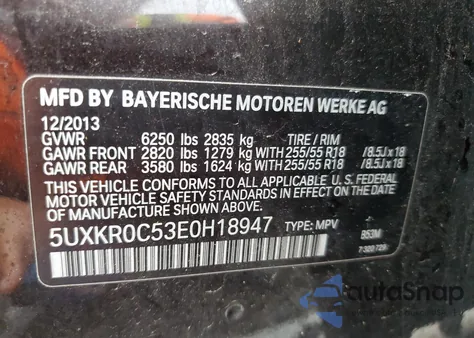 MFD BY BAYERISCHE MOTOREN WERKE AG
12/2013
GVWR 6250 lbs 2835 kg TIRE / RIM
GAWR FRONT 2820 lbs 1279 kg WITH 255/55 R18 / 8.5J x 18
GAWR REAR 3580 lbs 1624 kg WITH 255/55 R18 / 8.5J x 18
THIS VEHICLE CONFORMS TO ALL APPLICABLE FEDERAL
MOTOR VEHICLE SAFETY STANDARDS IN EFFECT ON THE
DATE OF MANUFACTURE SHOWN ABOVE.
5UXKR0C53E0H18947 TYPE: MPV
autoSnap